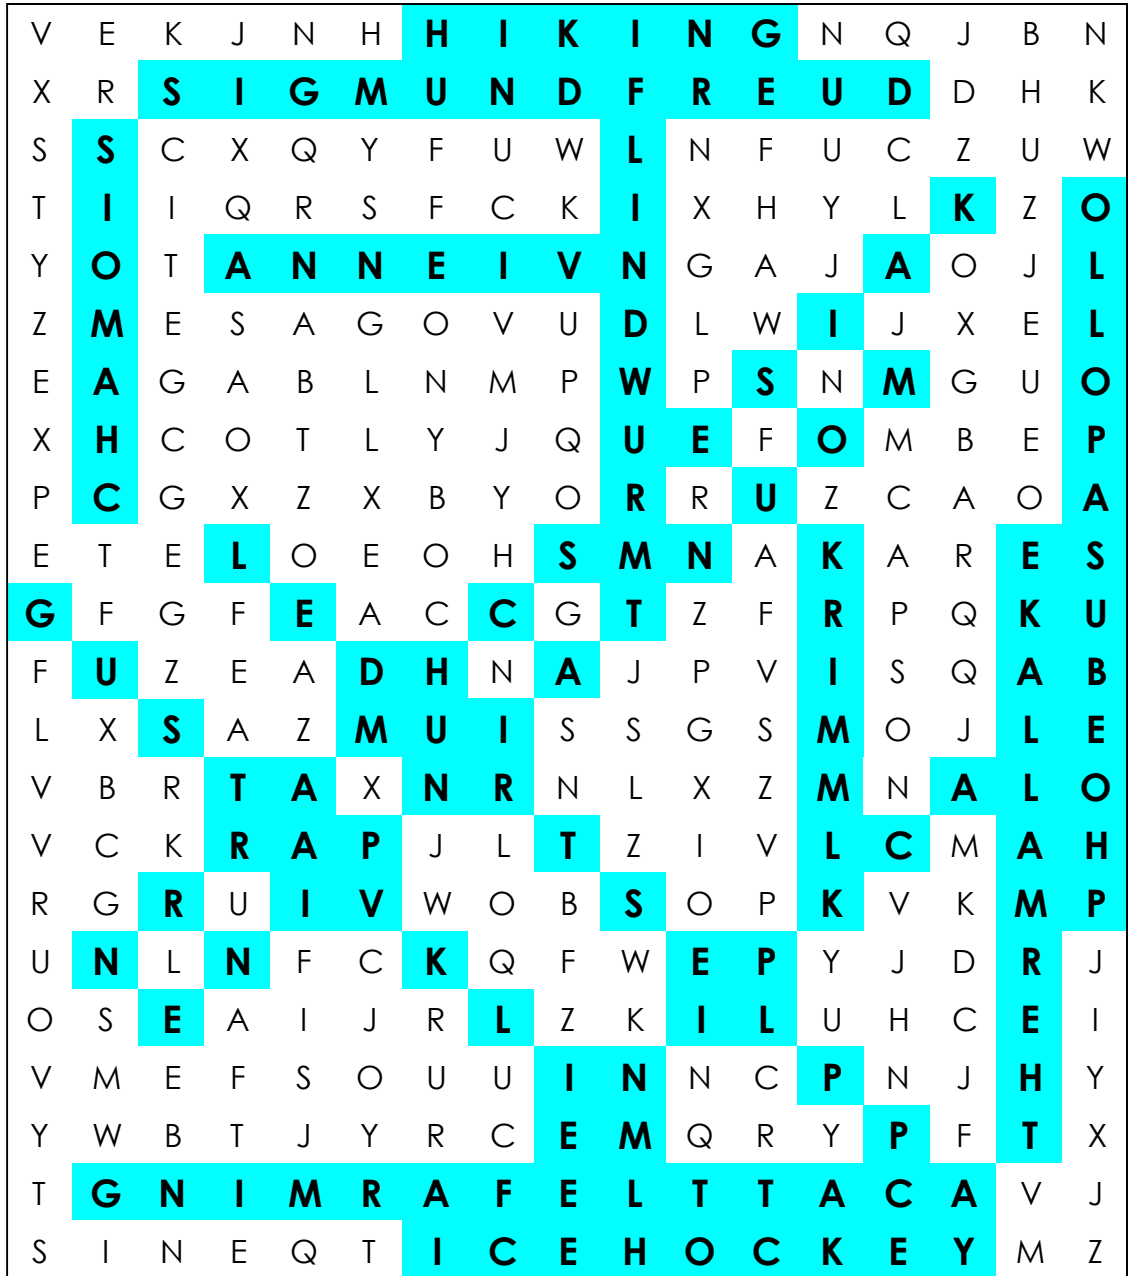 V E K J N H H I K I N G N Q J B N
X R S I G M U N D F R E U D D H K
S S C X Q Y F U W L N F U C Z U W
T I I Q R S F C K I X H Y L K Z O
Y O T A N N E I V N G A J A O J L
Z M E S A G O V U D L W I J X E L
E A G A B L N M P W P S N M G U O
X H C O T L Y J Q U E F O M B E P
P C G X Z X B Y O R R U Z C A O A
E T E L O E O H S M N A K A R E S
G F G F E A C C G T Z F R P Q K U
F U Z E A D H N A J P V I S Q A B
L X S A Z M U I S S G S M O J L E
V B R T A X N R N L X Z M N A L O
V C K R A P J L T Z I V L C M A H
R G R U I V W O B S O P K V K M P
U N L N F C K Q F W E P Y J D R J
O S E A I J R L Z K I L U H C E I
V M E F S O U U I N N C P N J H Y
Y W B T J Y R C E M Q R Y P F T X
T G N I M R A F E L T T A C A V J
S I N E Q T I C E H O C K E Y M Z